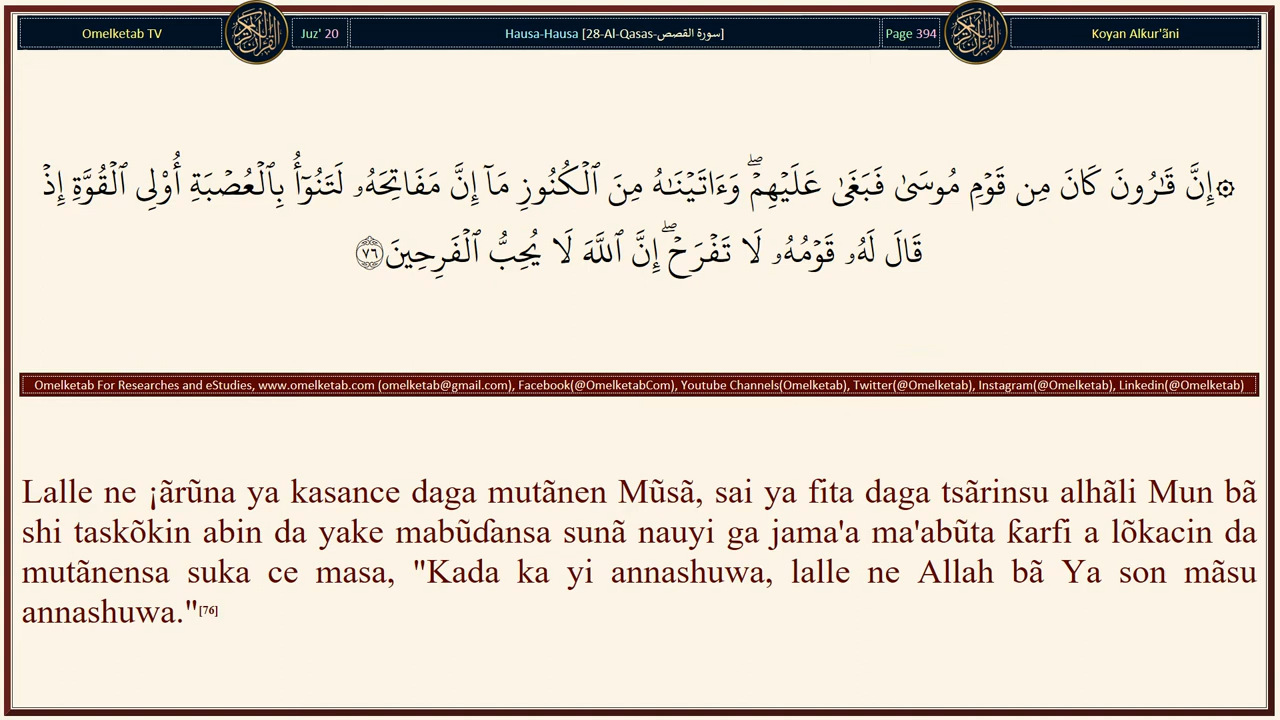 Omelketab TV
Juz' 20
Hausa-Hausa [28-Al-Qasas-سورة القصص]
Page 394
Koyan Alƙur'ãni
۞إِنَّ قَٰرُونَ كَانَ مِن قَوۡمِ مُوسَىٰ فَبَغَىٰ عَلَيۡهِمۡۖ وَءَاتَيۡنَٰهُ مِنَ ٱلۡكُنُوزِ مَآ إِنَّ مَفَاتِحَهُۥ لَتَنُوٓأُ بِٱلۡعُصۡبَةِ أُوْلِي ٱلۡقُوَّةِ إِذۡ
قَالَ لَهُۥ قَوۡمُهُۥ لَا تَفۡرَحۡۖ إِنَّ ٱللَّهَ لَا يُحِبُّ ٱلۡفَرِحِينَ ٧٦
Omelketab For Researches and eStudies, www.omelketab.com (omelketab@gmail.com), Facebook(@OmelketabCom), Youtube Channels(Omelketab), Twitter(@Omelketab), Instagram(@Omelketab), Linkedin(@Omelketab)
Lalle ne ¡ãrũna ya kasance daga mutãnen Mũsã, sai ya fita daga tsãrinsu alhãli Mun bã
shi taskõkin abin da yake mabũɗansa sunã nauyi ga jama'a ma'abũta ƙarfi a lõkacin da
mutãnensa suka ce masa, "Kada ka yi annashuwa, lalle ne Allah bã Ya son mãsu
annashuwa."[76]